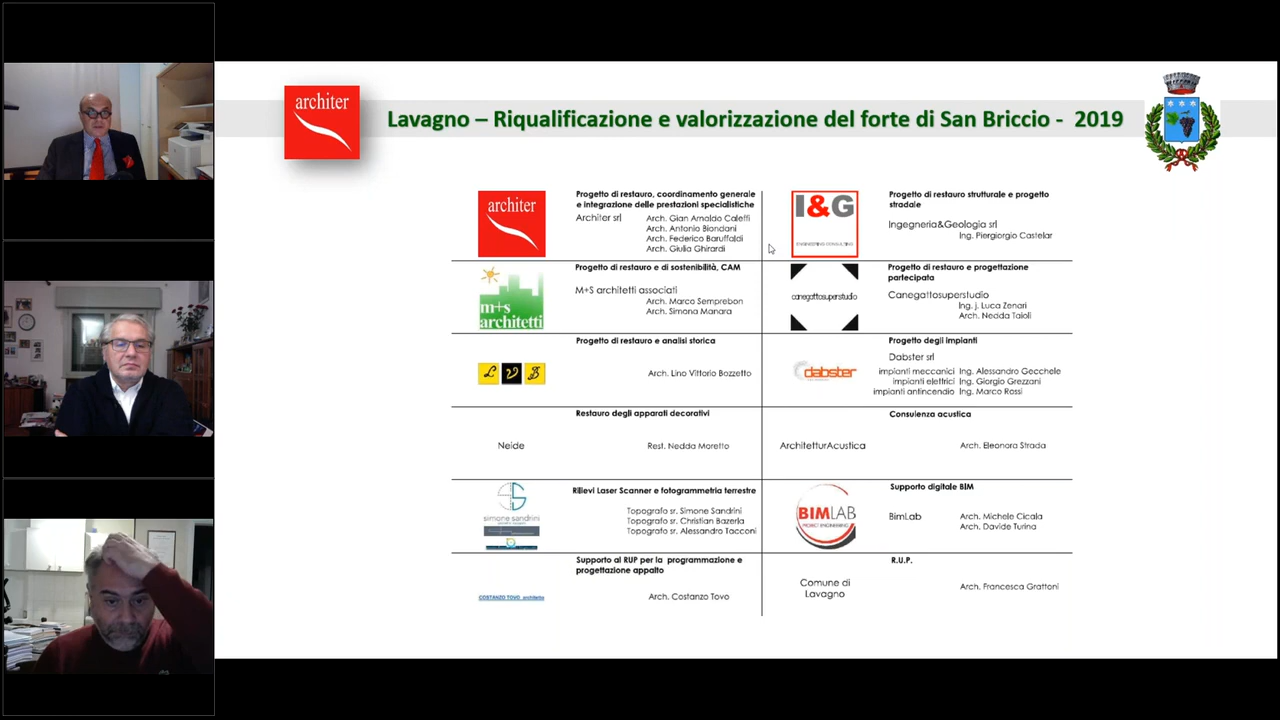 architer
Lavagno – Riqualificazione e valorizzazione del forte di San Briccio - 2019
architer
Progetto di restauro, coordinamento generale
e integrazione delle prestazioni specialistiche
Architer srl
Arch. Gian Arnaldo Caleffi
Arch. Antonio Biondani
Arch. Federico Baruffaldi
Arch. Giulia Ghirardi
I&G
ENGINEERING CONSULTING
Progetto di restauro strutturale e progetto
stradale
Ingegneria&Geologia srl
Ing. Piergiorgio Castelar
m+s
architetti
Progetto di restauro e di sostenibilità, CAM
M+S architetti associati
Arch. Marco Semprebon
Arch. Simona Manara
canegattosuperstudio
Progetto di restauro e progettazione
partecipata
Canegattosuperstudio
Ing. j. Luca Zenari
Arch. Nedda Taioli
L V B
Progetto di restauro e analisi storica
Arch. Lino Vittorio Bozzetto
dabster
Progetto degli impianti
Dabster srl
impianti meccanici Ing. Alessandro Gecchele
impianti elettrici Ing. Giorgio Grezzani
impianti antincendio Ing. Marco Rossi
Restauro degli apparati decorativi
Neide
Rest. Nedda Moretto
Consulenza acustica
ArchitetturAcustica
Arch. Eleonora Strada
simone sandrini
Rilievi Laser Scanner e fotogrammetria terrestre
Topografo sr. Simone Sandrini
Topografo sr. Christian Bazerla
Topografo sr. Alessandro Tacconi
BIMLAB
PROJECT ENGINEERING
Supporto digitale BIM
BimLab
Arch. Michele Cicala
Arch. Davide Turina
Supporto al RUP per la programmazione e
progettazione appalto
COSTANZO TOVO architetto
Arch. Costanzo Tovo
R.U.P.
Comune di
Lavagno
Arch. Francesca Grattoni